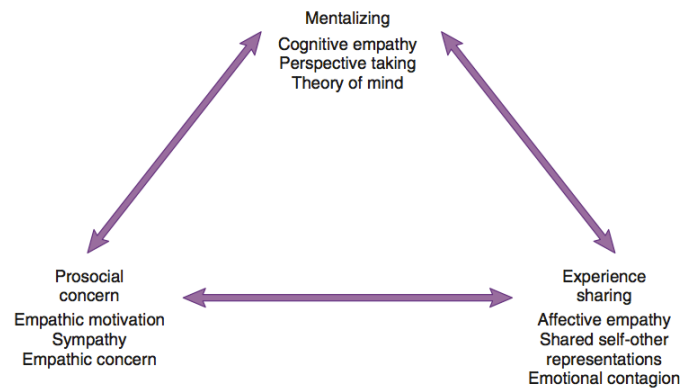 Mentalizing
Cognitive empathy
Perspective taking
Theory of mind
Prosocial
concern
Empathic motivation
Sympathy
Empathic concern
Experience
sharing
Affective empathy
Shared self-other
representations
Emotional contagion